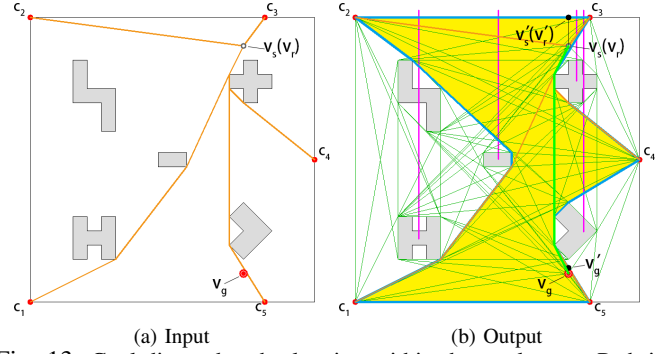 c2 c3 c2 c3
vs'(vr')
vs(vr) vs(vr)
c4 c4
vg vg'
c1 c5 c1 c5
(a) Input (b) Output